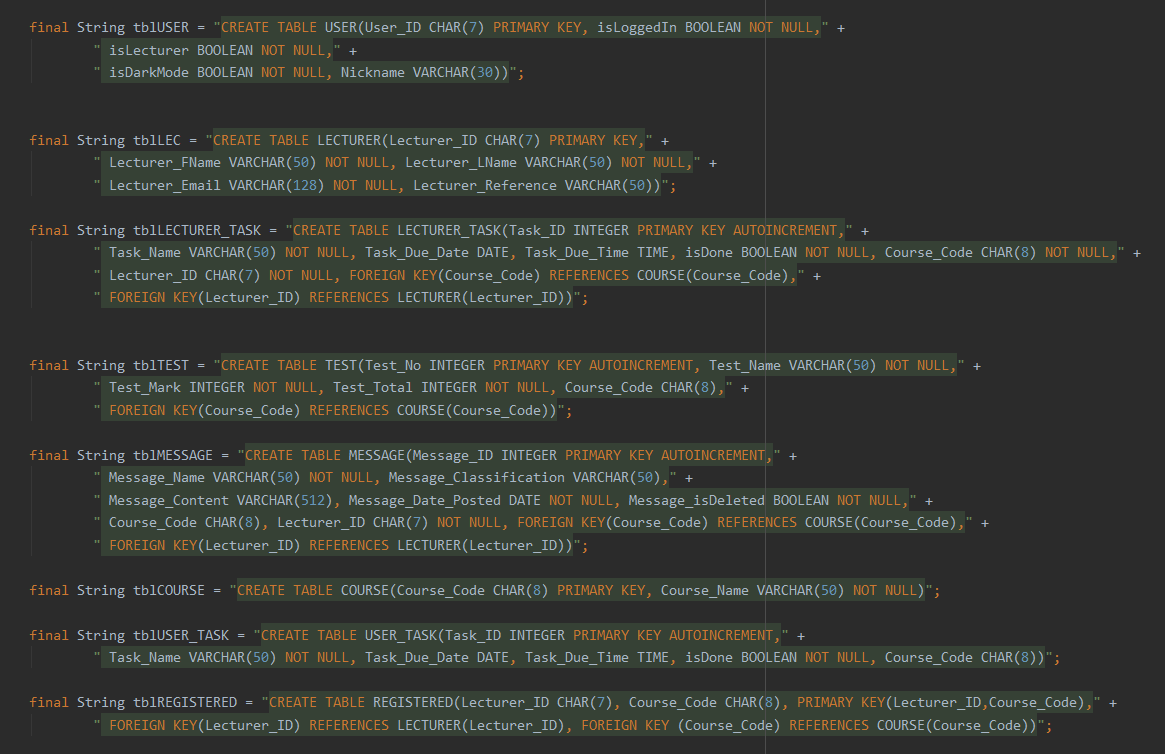 final String tblUSER = "CREATE TABLE USER(User_ID CHAR(7) PRIMARY KEY, isLoggedIn BOOLEAN NOT NULL," +
" isLecturer BOOLEAN NOT NULL," +
" isDarkMode BOOLEAN NOT NULL, Nickname VARCHAR(30))";
final String tblLEC = "CREATE TABLE LECTURER(Lecturer_ID CHAR(7) PRIMARY KEY," +
" Lecturer_FName VARCHAR(50) NOT NULL, Lecturer_LName VARCHAR(50) NOT NULL," +
" Lecturer_Email VARCHAR(128) NOT NULL, Lecturer_Reference VARCHAR(50))";
final String tblLECTURER_TASK = "CREATE TABLE LECTURER_TASK(Task_ID INTEGER PRIMARY KEY AUTOINCREMENT," +
" Task_Name VARCHAR(50) NOT NULL, Task_Due_Date DATE, Task_Due_Time TIME, isDone BOOLEAN NOT NULL, Course_Code CHAR(8) NOT NULL," +
" Lecturer_ID CHAR(7) NOT NULL, FOREIGN KEY(Course_Code) REFERENCES COURSE(Course_Code)," +
" FOREIGN KEY(Lecturer_ID) REFERENCES LECTURER(Lecturer_ID))";
final String tblTEST = "CREATE TABLE TEST(Test_No INTEGER PRIMARY KEY AUTOINCREMENT, Test_Name VARCHAR(50) NOT NULL," +
" Test_Mark INTEGER NOT NULL, Test_Total INTEGER NOT NULL, Course_Code CHAR(8)," +
" FOREIGN KEY(Course_Code) REFERENCES COURSE(Course_Code))";
final String tblMESSAGE = "CREATE TABLE MESSAGE(Message_ID INTEGER PRIMARY KEY AUTOINCREMENT," +
" Message_Name VARCHAR(50) NOT NULL, Message_Classification VARCHAR(50)," +
" Message_Content VARCHAR(512), Message_Date_Posted DATE NOT NULL, Message_isDeleted BOOLEAN NOT NULL," +
" Course_Code CHAR(8), Lecturer_ID CHAR(7) NOT NULL, FOREIGN KEY(Course_Code) REFERENCES COURSE(Course_Code)," +
" FOREIGN KEY(Lecturer_ID) REFERENCES LECTURER(Lecturer_ID))";
final String tblCOURSE = "CREATE TABLE COURSE(Course_Code CHAR(8) PRIMARY KEY, Course_Name VARCHAR(50) NOT NULL)";
final String tblUSER_TASK = "CREATE TABLE USER_TASK(Task_ID INTEGER PRIMARY KEY AUTOINCREMENT," +
" Task_Name VARCHAR(50) NOT NULL, Task_Due_Date DATE, Task_Due_Time TIME, isDone BOOLEAN NOT NULL, Course_Code CHAR(8))";
final String tblREGISTERED = "CREATE TABLE REGISTERED(Lecturer_ID CHAR(7), Course_Code CHAR(8), PRIMARY KEY(Lecturer_ID,Course_Code)," +
" FOREIGN KEY(Lecturer_ID) REFERENCES LECTURER(Lecturer_ID), FOREIGN KEY (Course_Code) REFERENCES COURSE(Course_Code))";